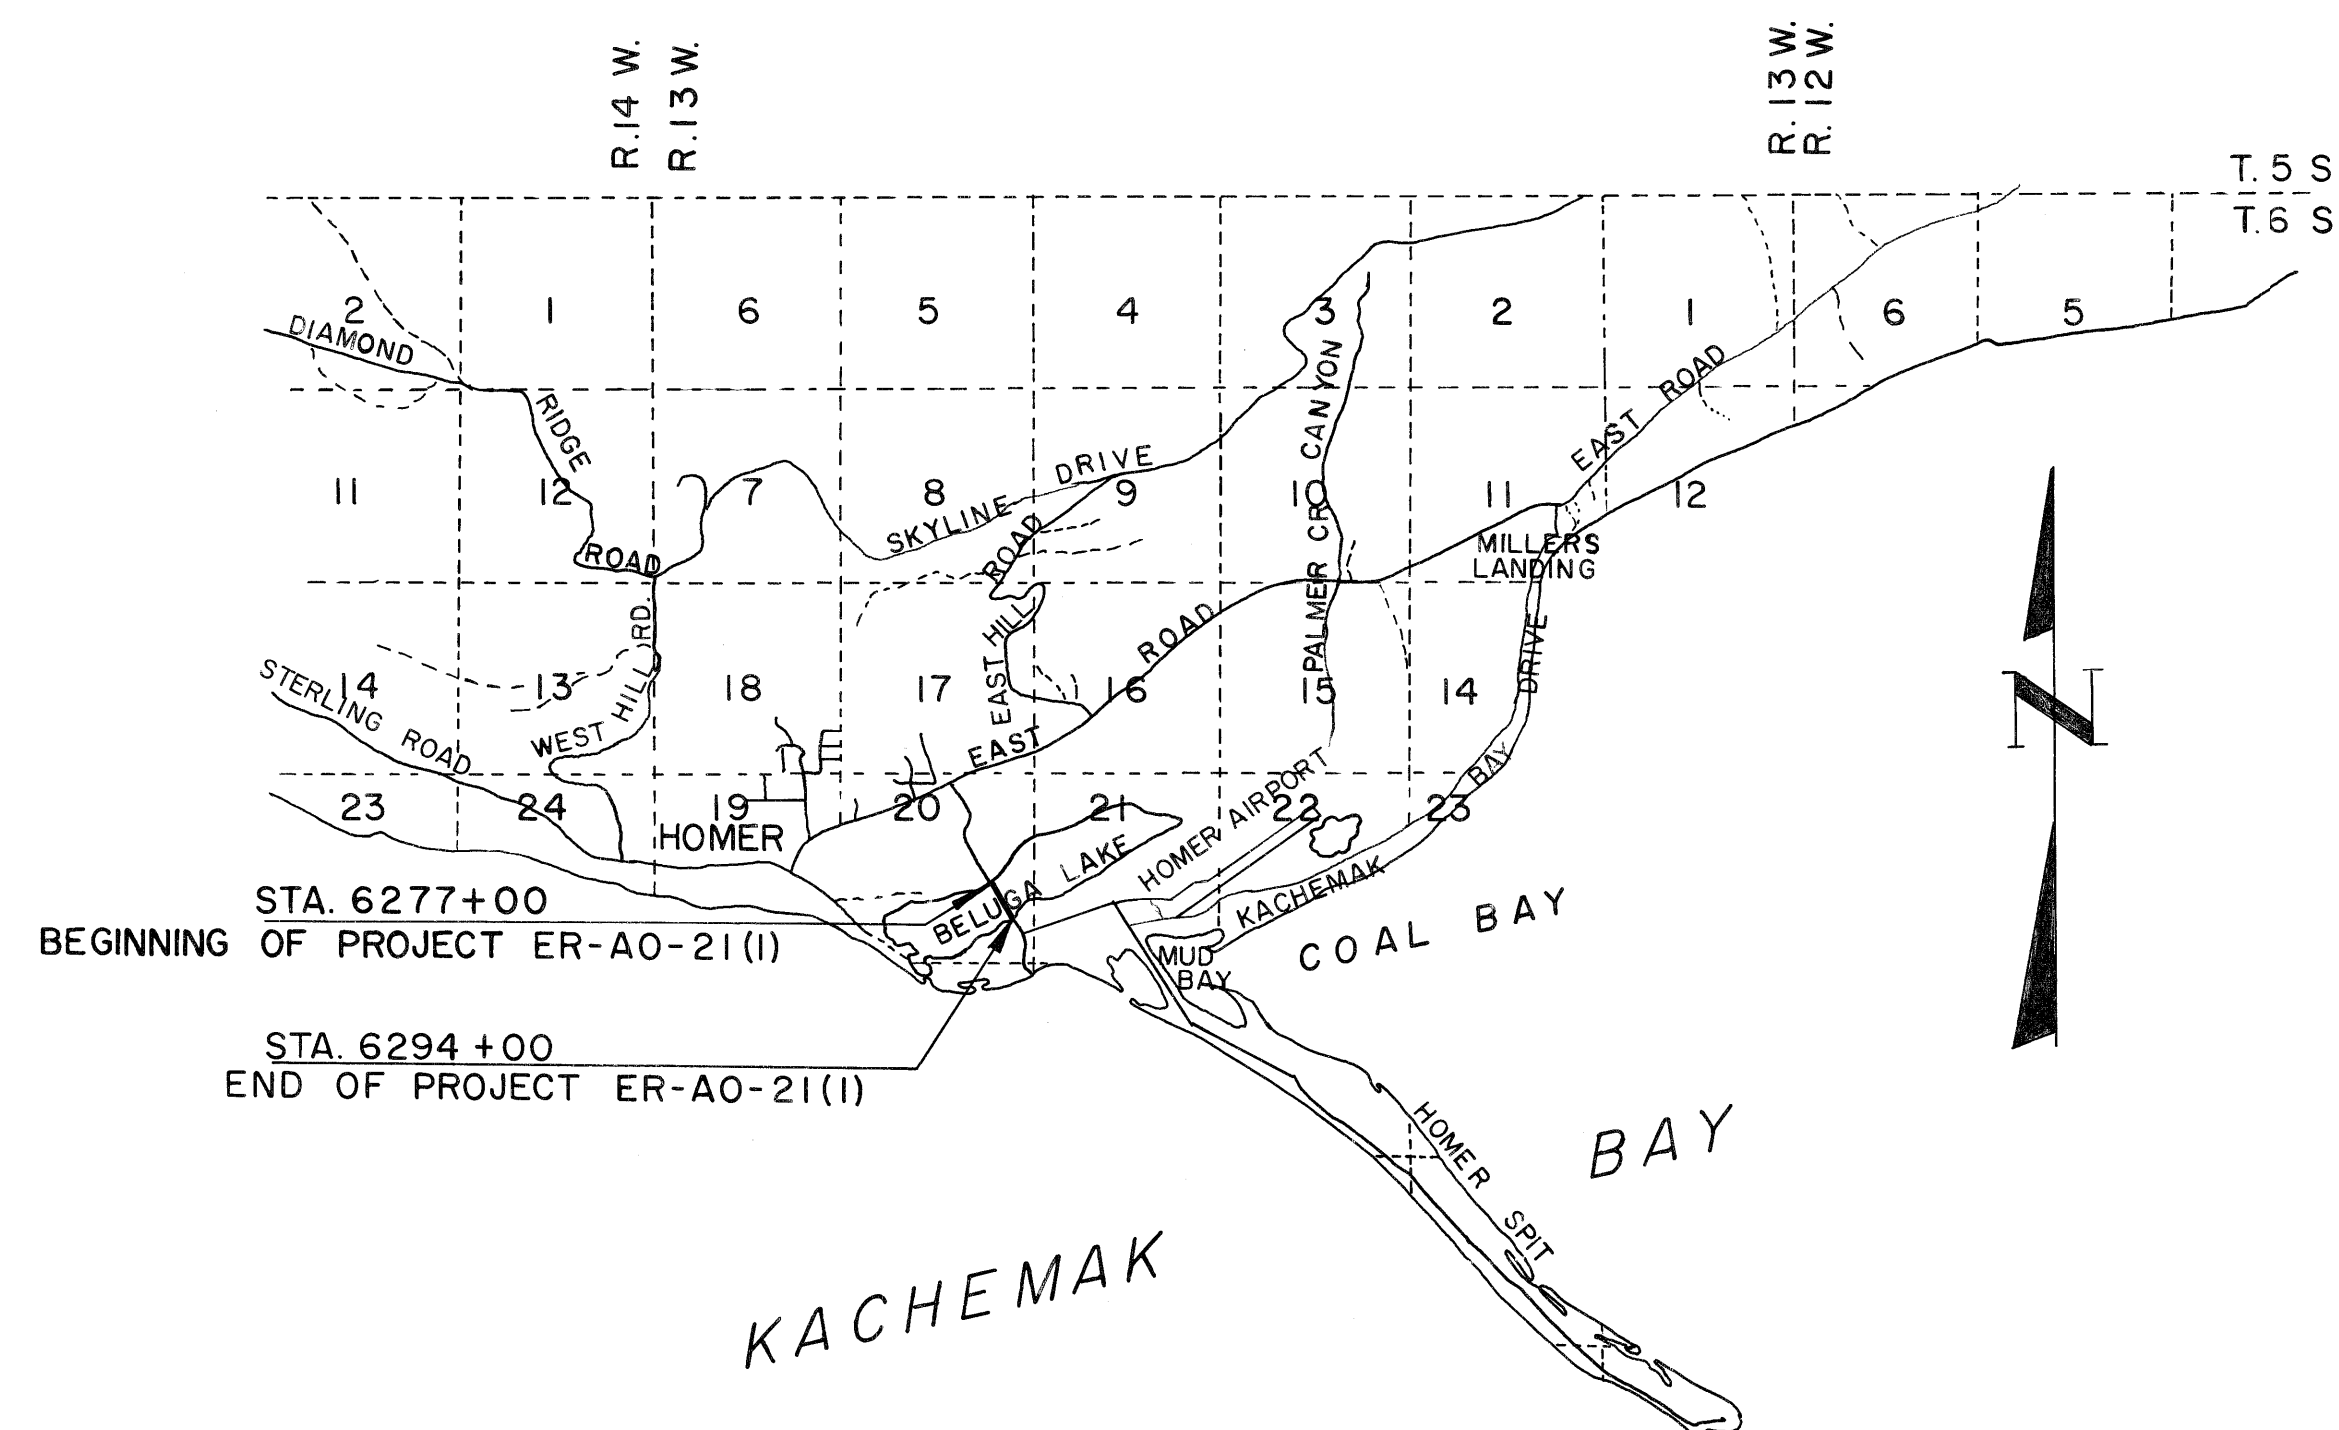 R.14 W.
R.13 W.
R. 13 W.
R. 12 W.
T. 5 S
T. 6 S
2
1
6
5
4
3
2
1
6
5
DIAMOND
RIDGE
ROAD
11
12
7
8
9
10
11
12
SKYLINE DRIVE
EAST ROAD
PALMER CR CANYON
MILLERS
LANDING
EAST HILL ROAD
WEST HILL RD.
14
13
18
17
16
15
14
STERLING ROAD
EAST ROAD
KACHEMAK BAY DRIVE
23
24
19
20
21
22
23
HOMER
BELUGA LAKE
HOMER AIRPORT
STA. 6277+00
BEGINNING OF PROJECT ER-AO-21(1)
MUD
BAY
COAL BAY
STA. 6294+00
END OF PROJECT ER-AO-21(1)
HOMER SPIT
KACHEMAK BAY
N